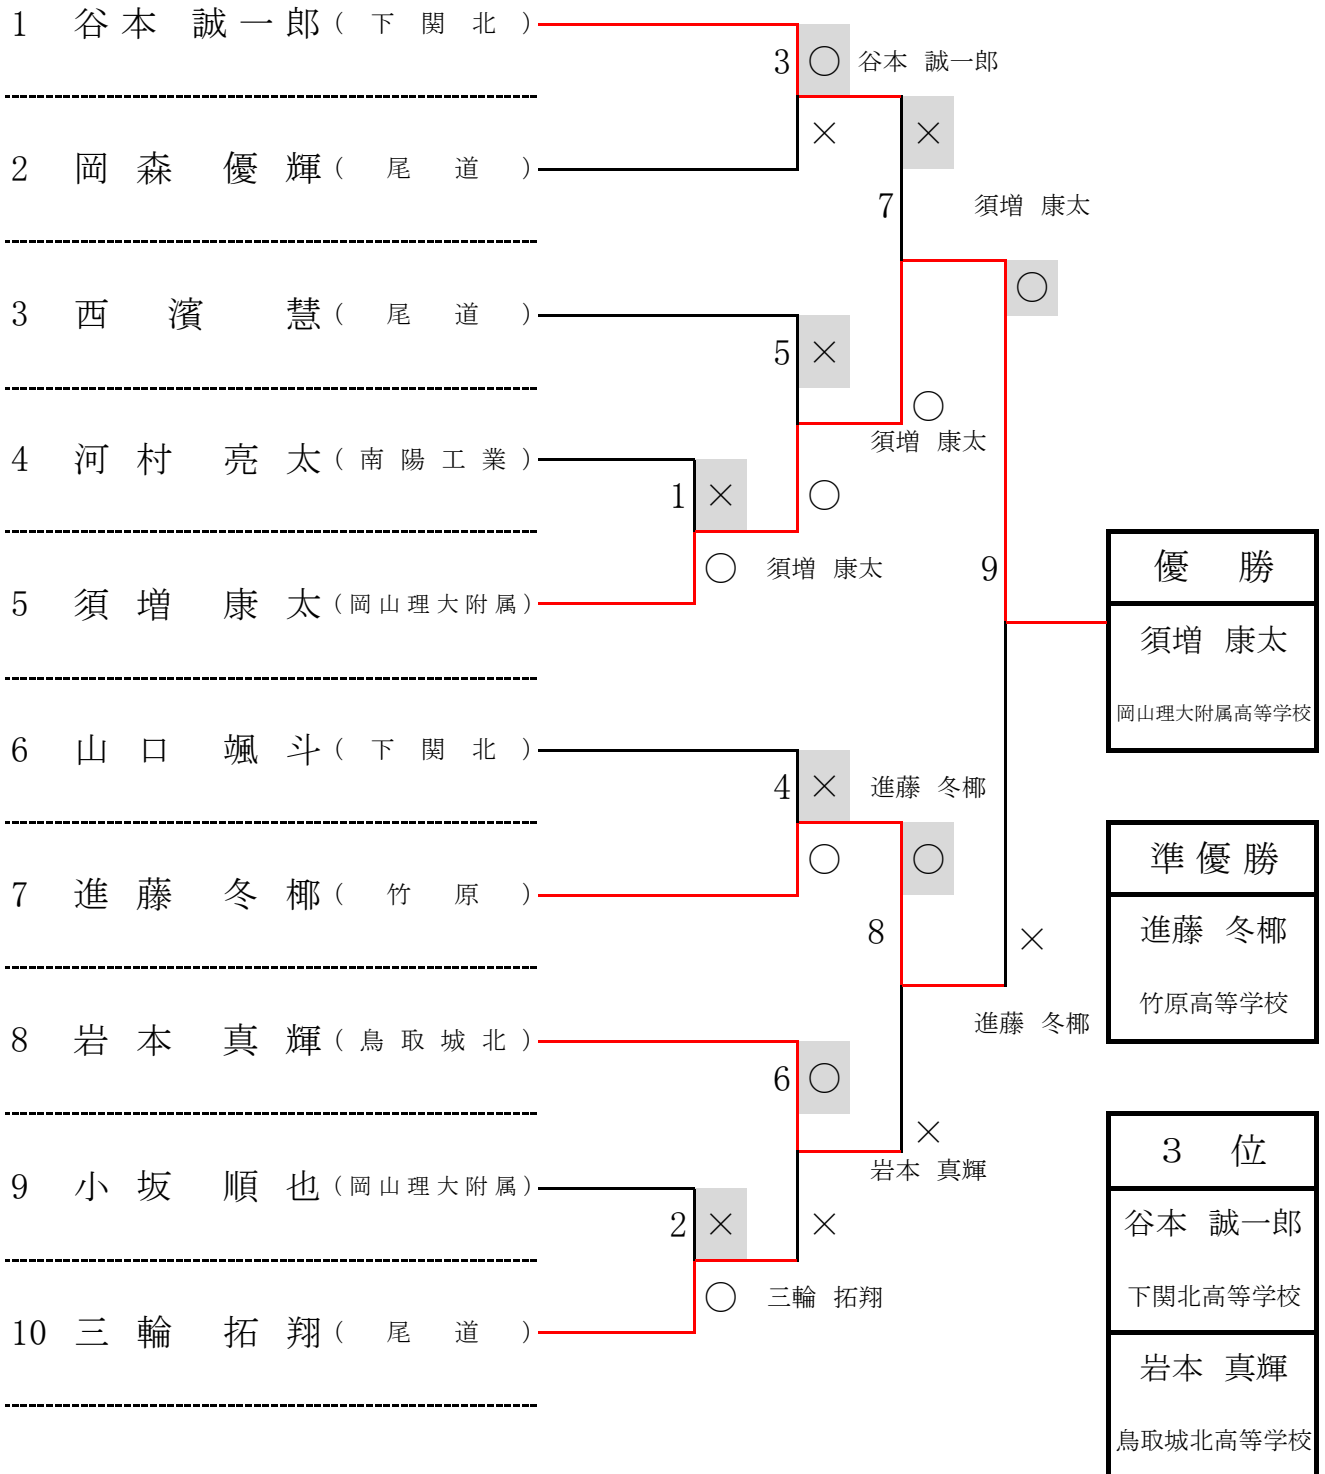 1 谷本 誠一郎 (下関北)
3 ○ 谷本 誠一郎
× ×
2 岡森 優輝 (尾道)
7 須増 康太
○
3 西濱 慧 (尾道)
5 ×
○
須増 康太
4 河村 亮太 (南陽工業)
1 × ○
○ 須増 康太
9
5 須増 康太 (岡山理大附属)
優 勝
須増 康太
岡山理大附属高等学校
6 山口 颯斗 (下関北)
4 × 進藤 冬椰
○ ○
7 進藤 冬椰 (竹原)
8 ×
進藤 冬椰
準優勝
進藤 冬椰
竹原高等学校
8 岩本 真輝 (鳥取城北)
6 ○
×
岩本 真輝
9 小坂 順也 (岡山理大附属)
2 × ×
○ 三輪 拓翔
10 三輪 拓翔 (尾道)
3 位
谷本 誠一郎
下関北高等学校
岩本 真輝
鳥取城北高等学校